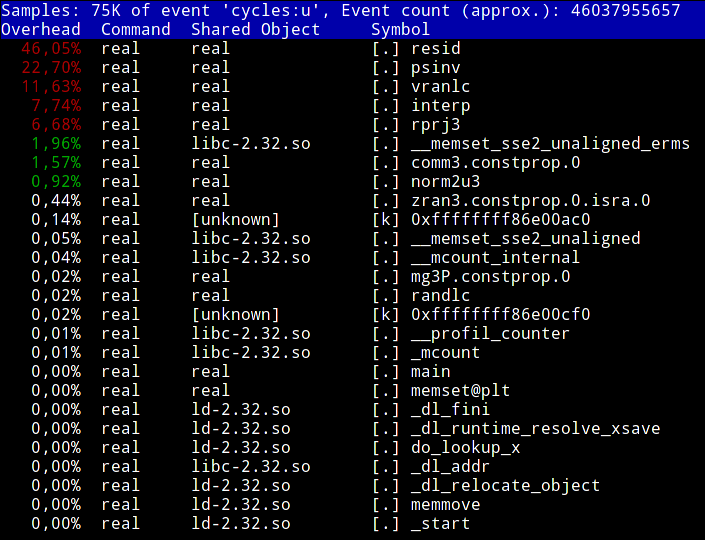 Samples: 75K of event 'cycles:u', Event count (approx.): 46037955657
Overhead  Command  Shared Object      Symbol
  46,05%  real     real               [.] resid
  22,70%  real     real               [.] psinv
  11,63%  real     real               [.] vranlc
   7,74%  real     real               [.] interp
   6,68%  real     real               [.] rprj3
   1,96%  real     libc-2.32.so       [.] __memset_sse2_unaligned_erms
   1,57%  real     real               [.] comm3.constprop.0
   0,92%  real     real               [.] norm2u3
   0,44%  real     real               [.] zran3.constprop.0.isra.0
   0,14%  real     [unknown]          [k] 0xffffffff86e00ac0
   0,05%  real     libc-2.32.so       [.] __memset_sse2_unaligned
   0,04%  real     libc-2.32.so       [.] __mcount_internal
   0,02%  real     real               [.] mg3P.constprop.0
   0,02%  real     real               [.] randlc
   0,02%  real     [unknown]          [k] 0xffffffff86e00cf0
   0,01%  real     libc-2.32.so       [.] __profil_counter
   0,01%  real     libc-2.32.so       [.] _mcount
   0,00%  real     real               [.] main
   0,00%  real     real               [.] memset@plt
   0,00%  real     ld-2.32.so         [.] _dl_fini
   0,00%  real     ld-2.32.so         [.] _dl_runtime_resolve_xsave
   0,00%  real     ld-2.32.so         [.] do_lookup_x
   0,00%  real     libc-2.32.so       [.] _dl_addr
   0,00%  real     ld-2.32.so         [.] _dl_relocate_object
   0,00%  real     ld-2.32.so         [.] memmove
   0,00%  real     ld-2.32.so         [.] _start